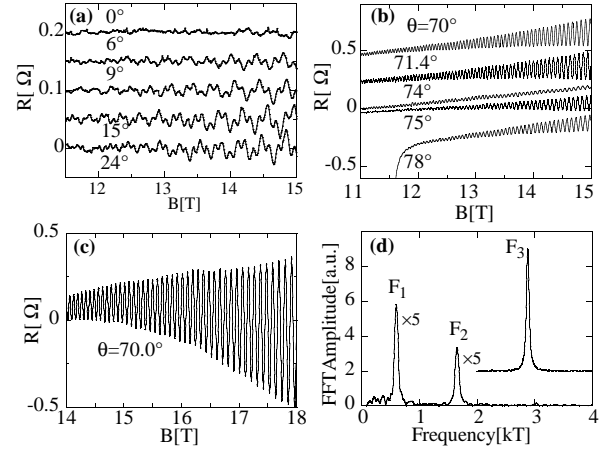 (a)
0°
6°
9°
15°
24°
0.2
0.1
0
R[ Ω]
12 13 14 15
B[T]
(b)
θ=70°
71.4°
74°
75°
78°
0.5
0
-0.5
R[ Ω]
11 12 13 14 15
B[T]
(c)
θ=70.0°
0.5
0
-0.5
R[ Ω]
14 15 16 17 18
B[T]
(d)
F1
×5
F2
×5
F3
8
6
4
2
0
FFTAmplitude[a.u.]
0 1 2 3 4
Frequency[kT]